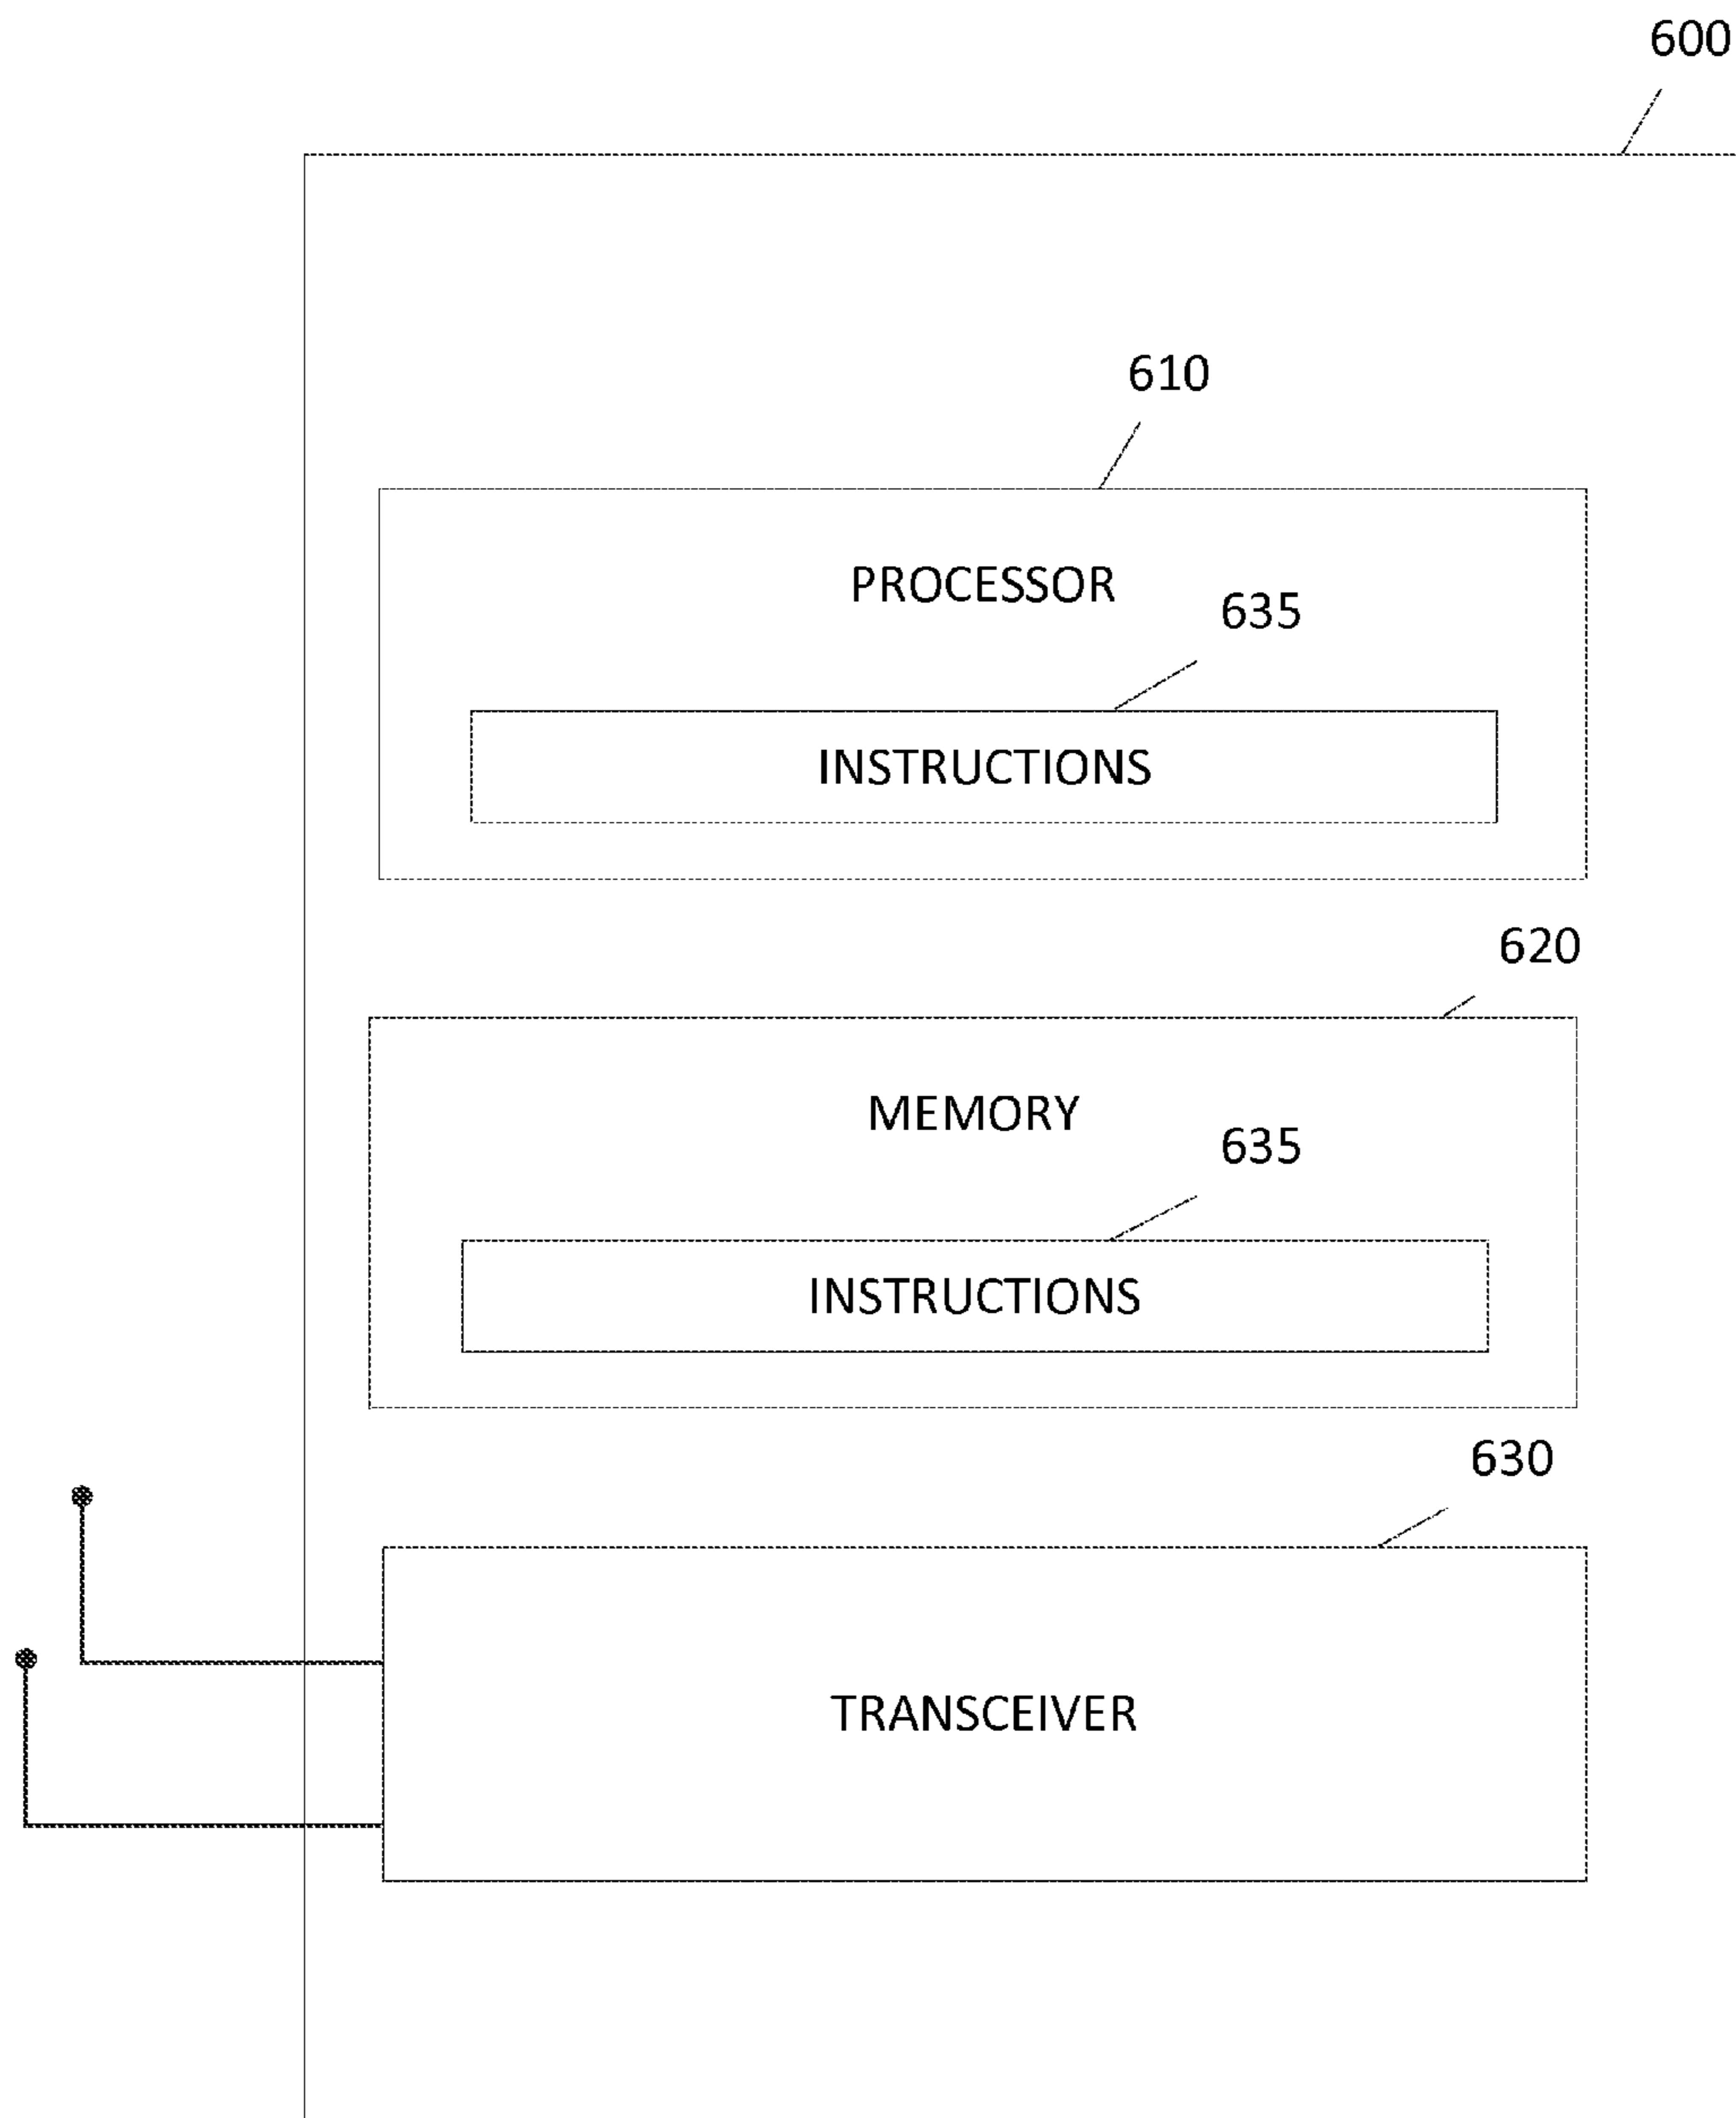 600
610
PROCESSOR
635
INSTRUCTIONS
620
MEMORY
635
INSTRUCTIONS
630
TRANSCEIVER